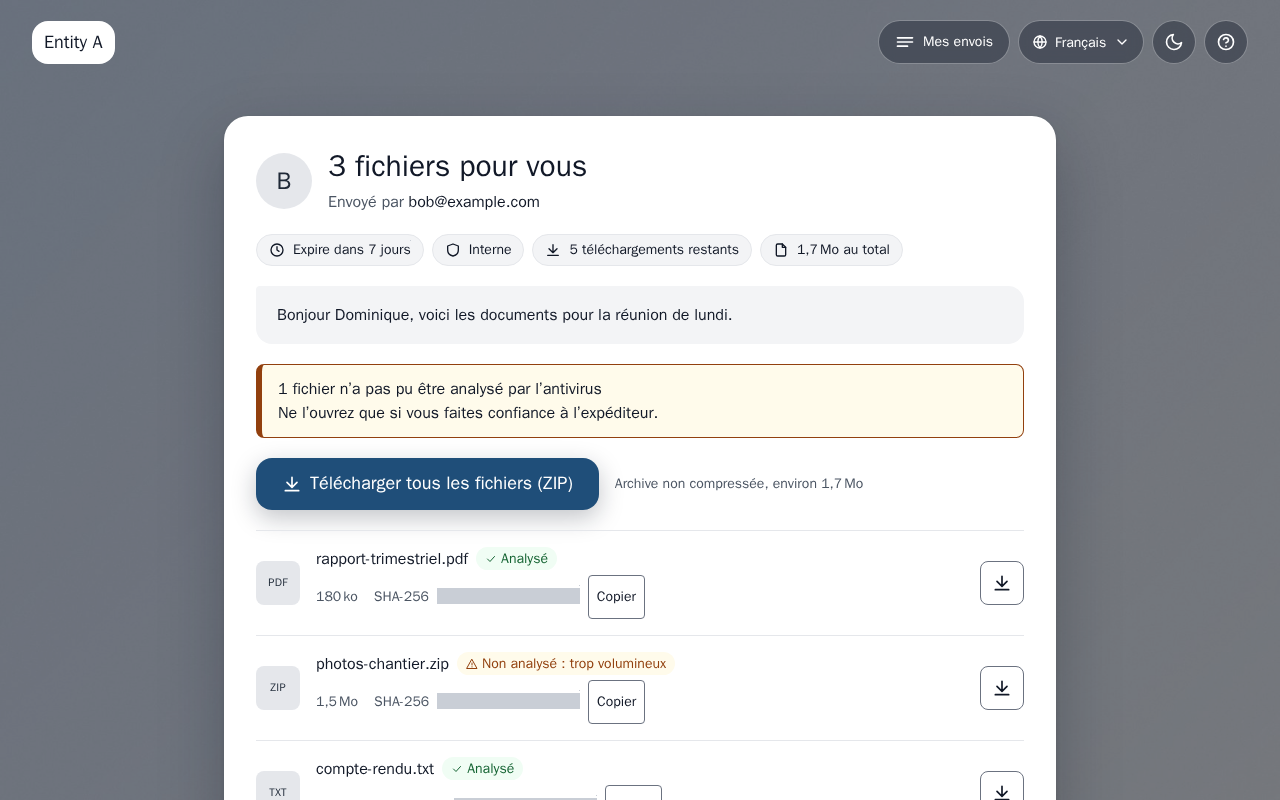 Entity A
Mes envois
Français
B
3 fichiers pour vous
Envoyé par bob@example.com
Expire dans 7 jours
Interne
5 téléchargements restants
1,7 Mo au total
Bonjour Dominique, voici les documents pour la réunion de lundi.
1 fichier n’a pas pu être analysé par l’antivirus
Ne l’ouvrez que si vous faites confiance à l’expéditeur.
Télécharger tous les fichiers (ZIP)
Archive non compressée, environ 1,7 Mo
PDF
rapport-trimestriel.pdf
Analysé
180 ko
SHA-256
Copier
ZIP
photos-chantier.zip
Non analysé : trop volumineux
1,5 Mo
SHA-256
Copier
TXT
compte-rendu.txt
Analysé